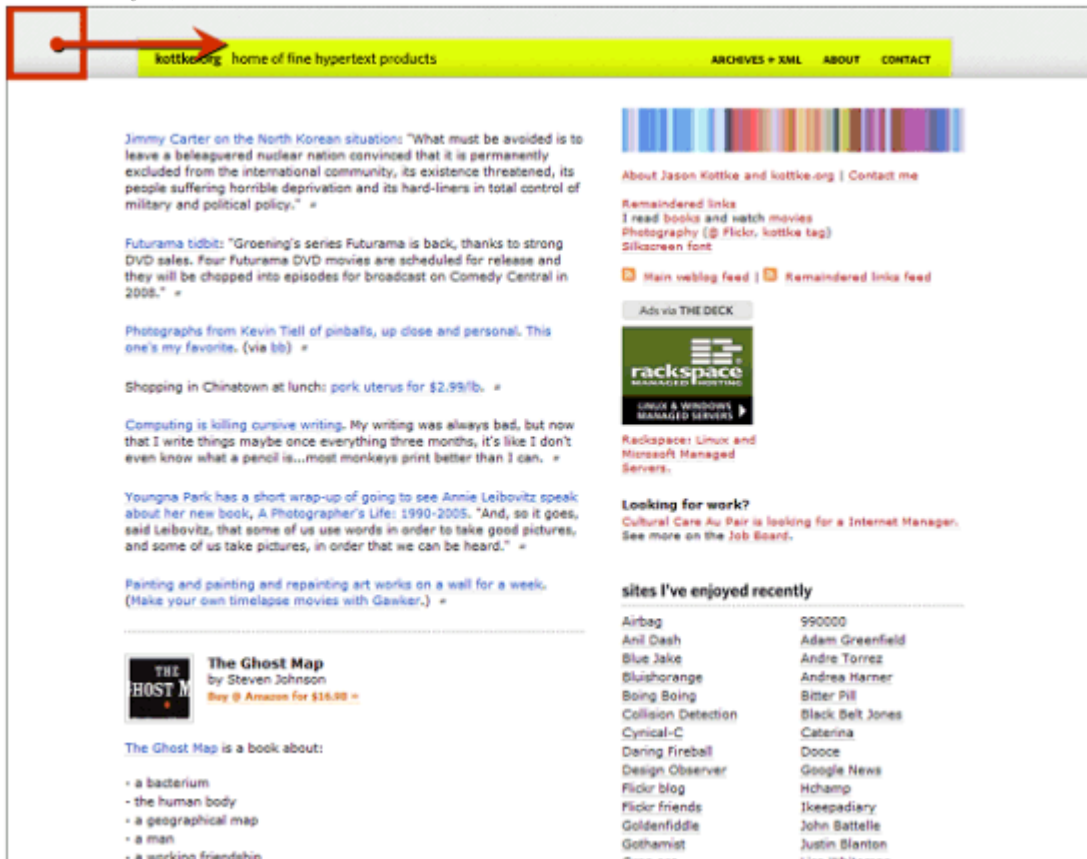 kottke.org home of fine hypertext products
ARCHIVES + XML ABOUT CONTACT
Jimmy Carter on the North Korean situation: "What must be avoided is to
leave a beleaguered nuclear nation convinced that it is permanently
excluded from the international community, its existence threatened, its
people suffering horrible deprivation and its hard-liners in total control of
military and political policy." #
Futurama tidbit: "Groening's series Futurama is back, thanks to strong
DVD sales. Four Futurama DVD movies are scheduled for release and
they will be chopped into episodes for broadcast on Comedy Central in
2008." #
Photographs from Kevin Tiell of pinballs, up close and personal. This
one's my favorite. (via bb) #
Shopping in Chinatown at lunch: pork uterus for $2.99/lb. #
Computing is killing cursive writing. My writing was always bad, but now
that I write things maybe once everything three months, it's like I don't
even know what a pencil is...most monkeys print better than I can. #
Youngna Park has a short wrap-up of going to see Annie Leibovitz speak
about her new book, A Photographer's Life: 1990-2005. "And, so it goes,
said Leibovitz, that some of us use words in order to take good pictures,
and some of us take pictures, in order that we can be heard." #
Painting and painting and repainting art works on a wall for a week.
(Make your own timelapse movies with Gawker.) #
THE
GHOST M
The Ghost Map
by Steven Johnson
Buy @ Amazon for $16.98 »
The Ghost Map is a book about:
- a bacterium
- the human body
- a geographical map
- a man
- a working friendship
About Jason Kottke and kottke.org | Contact me
Remaindered links
I read books and watch movies
Photography (@ Flickr, kottke tag)
Silkscreen font
Main weblog feed | Remaindered links feed
Ads via THE DECK
rackspace
MANAGED HOSTING
LINUX & WINDOWS
MANAGED SERVERS
Rackspace: Linux and
Microsoft Managed
Servers.
Looking for work?
Cultural Care Au Pair is looking for a Internet Manager.
See more on the Job Board.
sites I've enjoyed recently
Airbag 990000
Anil Dash Adam Greenfield
Blue Jake Andre Torrez
Bluishorange Andrea Harner
Boing Boing Bitter Pill
Collision Detection Black Belt Jones
Cynical-C Caterina
Daring Fireball Dooce
Design Observer Google News
Flickr blog Hchamp
Flickr friends Ikeepadiary
Goldenfiddle John Battelle
Gothamist Justin Blanton